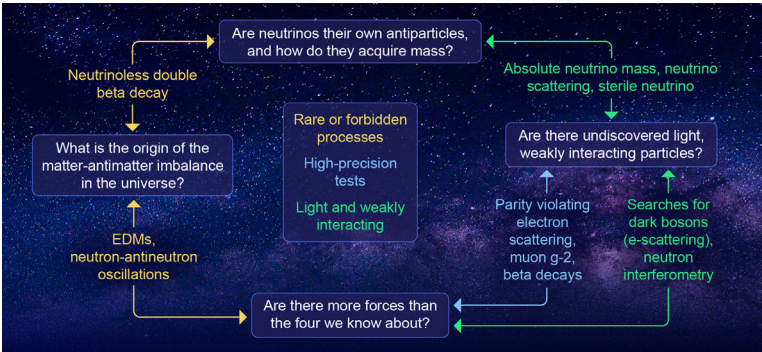 Are neutrinos their own antiparticles,
and how do they acquire mass?
Neutrinoless double
beta decay
Absolute neutrino mass, neutrino
scattering, sterile neutrino
What is the origin of the
matter-antimatter imbalance
in the universe?
Rare or forbidden
processes
High-precision
tests
Light and weakly
interacting
Are there undiscovered light,
weakly interacting particles?
EDMs,
neutron-antineutron
oscillations
Parity violating
electron
scattering,
muon g-2,
beta decays
Searches for
dark bosons
(e-scattering),
neutron
interferometry
Are there more forces than
the four we know about?